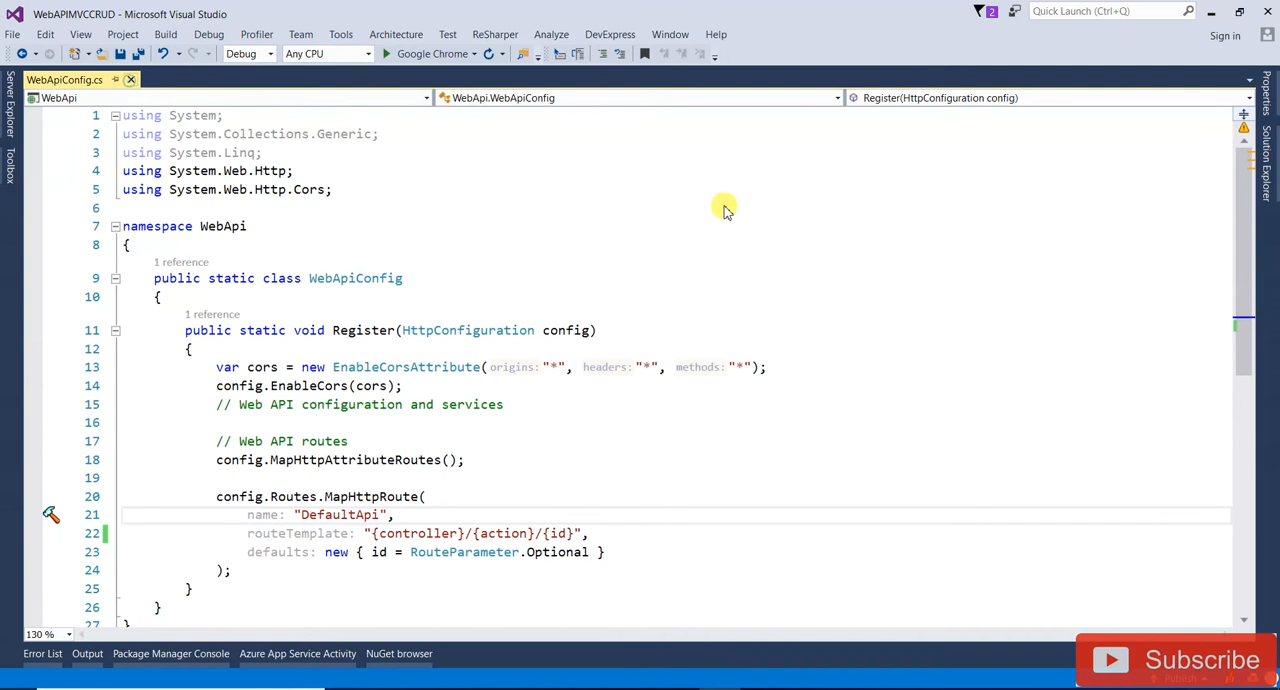 WebAPIMVCCRUD - Microsoft Visual Studio
2
Quick Launch (Ctrl+Q)
File Edit View Project Build Debug Profiler Team Tools Architecture Test ReSharper Analyze DevExpress Window Help
Sign in
Debug Any CPU Google Chrome
WebApiConfig.cs
WebApi WebApi.WebApiConfig Register(HttpConfiguration config)
Server Explorer
Toolbox
Properties
Solution Explorer
1 using System;
2 using System.Collections.Generic;
3 using System.Linq;
4 using System.Web.Http;
5 using System.Web.Http.Cors;
6
7 namespace WebApi
8 {
1 reference
9 public static class WebApiConfig
10 {
1 reference
11 public static void Register(HttpConfiguration config)
12 {
13 var cors = new EnableCorsAttribute(origins:"*", headers:"*", methods:"*");
14 config.EnableCors(cors);
15 // Web API configuration and services
16
17 // Web API routes
18 config.MapHttpAttributeRoutes();
19
20 config.Routes.MapHttpRoute(
21 name: "DefaultApi",
22 routeTemplate: "{controller}/{action}/{id}",
23 defaults: new { id = RouteParameter.Optional }
24 );
25 }
26 }
27 }
130 %
Error List Output Package Manager Console Azure App Service Activity NuGet browser
Subscribe
Publish